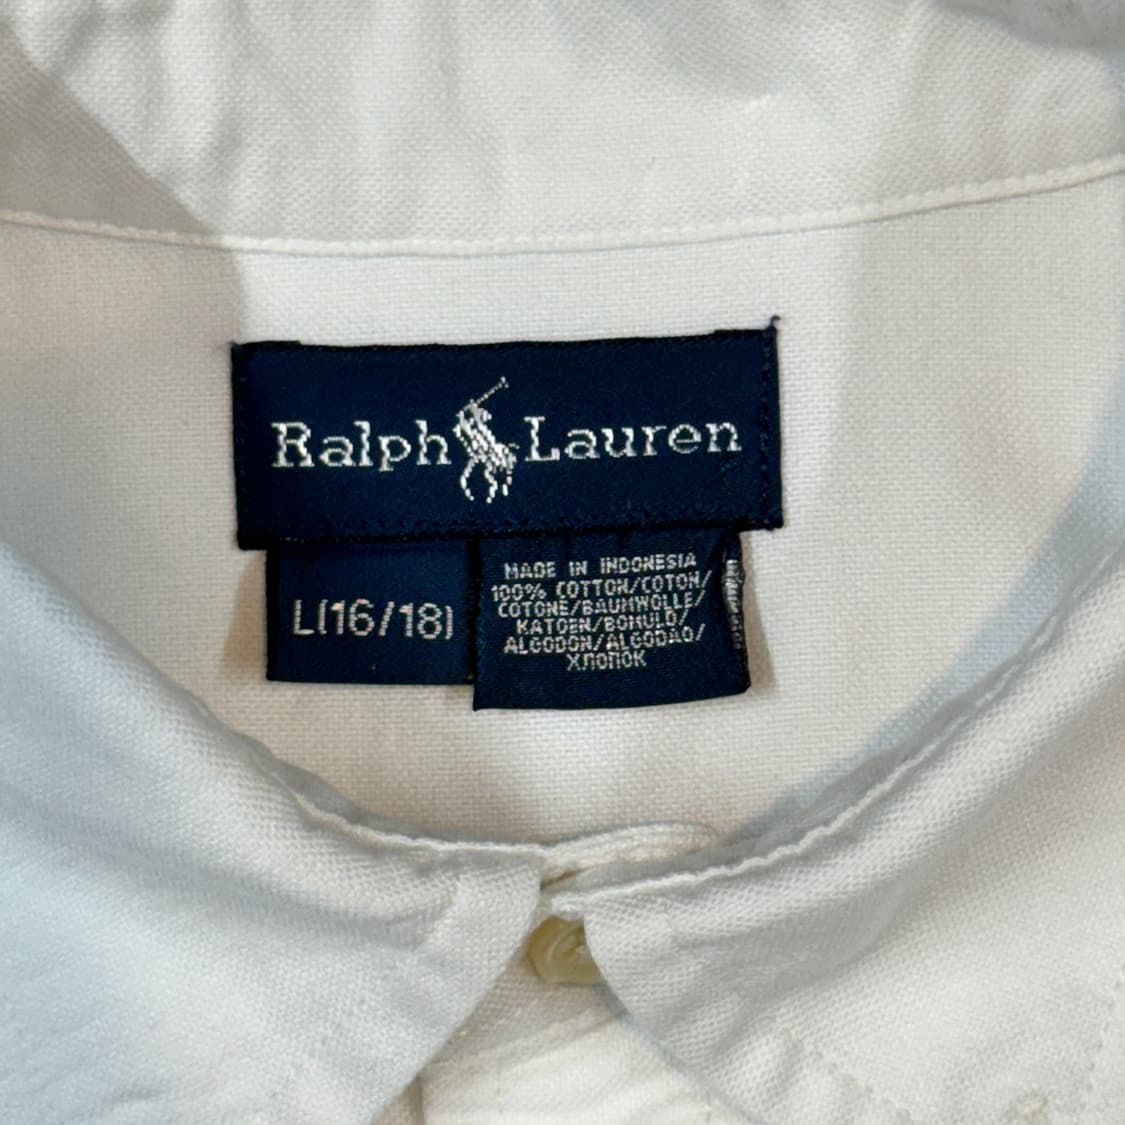 Ralph Lauren
L(16/18)
MADE IN INDONESIA
100% COTTON/COTON/
COTONE/BAUMWOLLE/
KATOEN/BOMULD/
ALGODON/ALGODAO/
ХЛОПОК